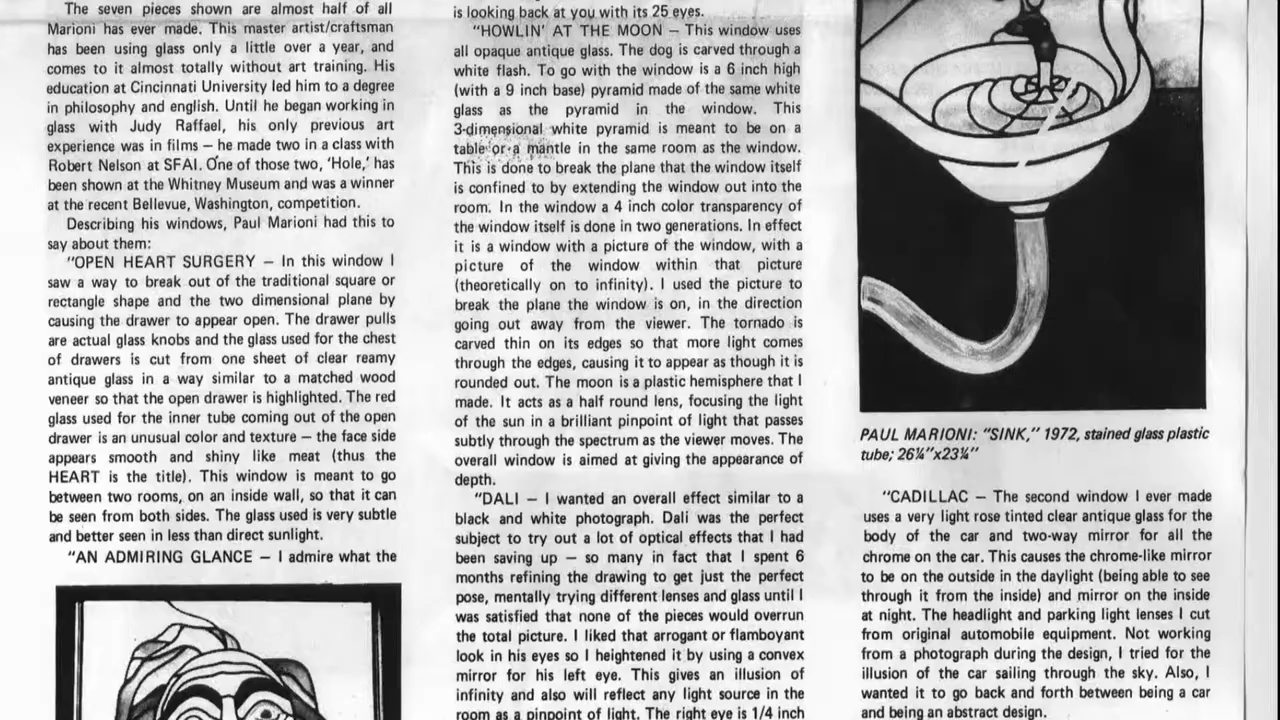 The seven pieces shown are almost half of all
Marioni has ever made. This master artist/craftsman
has been using glass only a little over a year, and
comes to it almost totally without art training. His
education at Cincinnati University led him to a degree
in philosophy and english. Until he began working in
glass with Judy Raffael, his only previous art
experience was in films — he made two in a class with
Robert Nelson at SFAI. One of those two, ‘Hole,’ has
been shown at the Whitney Museum and was a winner
at the recent Bellevue, Washington, competition.
Describing his windows, Paul Marioni had this to
say about them:
“OPEN HEART SURGERY — In this window I
saw a way to break out of the traditional square or
rectangle shape and the two dimensional plane by
causing the drawer to appear open. The drawer pulls
are actual glass knobs and the glass used for the chest
of drawers is cut from one sheet of clear reamy
antique glass in a way similar to a matched wood
veneer so that the open drawer is highlighted. The red
glass used for the inner tube coming out of the open
drawer is an unusual color and texture — the face side
appears smooth and shiny like meat (thus the
HEART is the title). This window is meant to go
between two rooms, on an inside wall, so that it can
be seen from both sides. The glass used is very subtle
and better seen in less than direct sunlight.
“AN ADMIRING GLANCE — I admire what the
is looking back at you with its 25 eyes.
“HOWLIN’ AT THE MOON — This window uses
all opaque antique glass. The dog is carved through a
white flash. To go with the window is a 6 inch high
(with a 9 inch base) pyramid made of the same white
glass as the pyramid in the window. This
3-dimensional white pyramid is meant to be on a
table or a mantle in the same room as the window.
This is done to break the plane that the window itself
is confined to by extending the window out into the
room. In the window a 4 inch color transparency of
the window itself is done in two generations. In effect
it is a window with a picture of the window, with a
picture of the window within that picture
(theoretically on to infinity). I used the picture to
break the plane the window is on, in the direction
going out away from the viewer. The tornado is
carved thin on its edges so that more light comes
through the edges, causing it to appear as though it is
rounded out. The moon is a plastic hemisphere that I
made. It acts as a half round lens, focusing the light
of the sun in a brilliant pinpoint of light that passes
subtly through the spectrum as the viewer moves. The
overall window is aimed at giving the appearance of
depth.
“DALI — I wanted an overall effect similar to a
black and white photograph. Dali was the perfect
subject to try out a lot of optical effects that I had
been saving up — so many in fact that I spent 6
months refining the drawing to get just the perfect
pose, mentally trying different lenses and glass until I
was satisfied that none of the pieces would overrun
the total picture. I liked that arrogant or flamboyant
look in his eyes so I heightened it by using a convex
mirror for his left eye. This gives an illusion of
infinity and also will reflect any light source in the
room as a pinpoint of light. The right eye is 1/4 inch
PAUL MARIONI: “SINK,” 1972, stained glass plastic
tube; 26¼”x23¼”
“CADILLAC — The second window I ever made
uses a very light rose tinted clear antique glass for the
body of the car and two-way mirror for all the
chrome on the car. This causes the chrome-like mirror
to be on the outside in the daylight (being able to see
through it from the inside) and mirror on the inside
at night. The headlight and parking light lenses I cut
from original automobile equipment. Not working
from a photograph during the design, I tried for the
illusion of the car sailing through the sky. Also, I
wanted it to go back and forth between being a car
and being an abstract design.